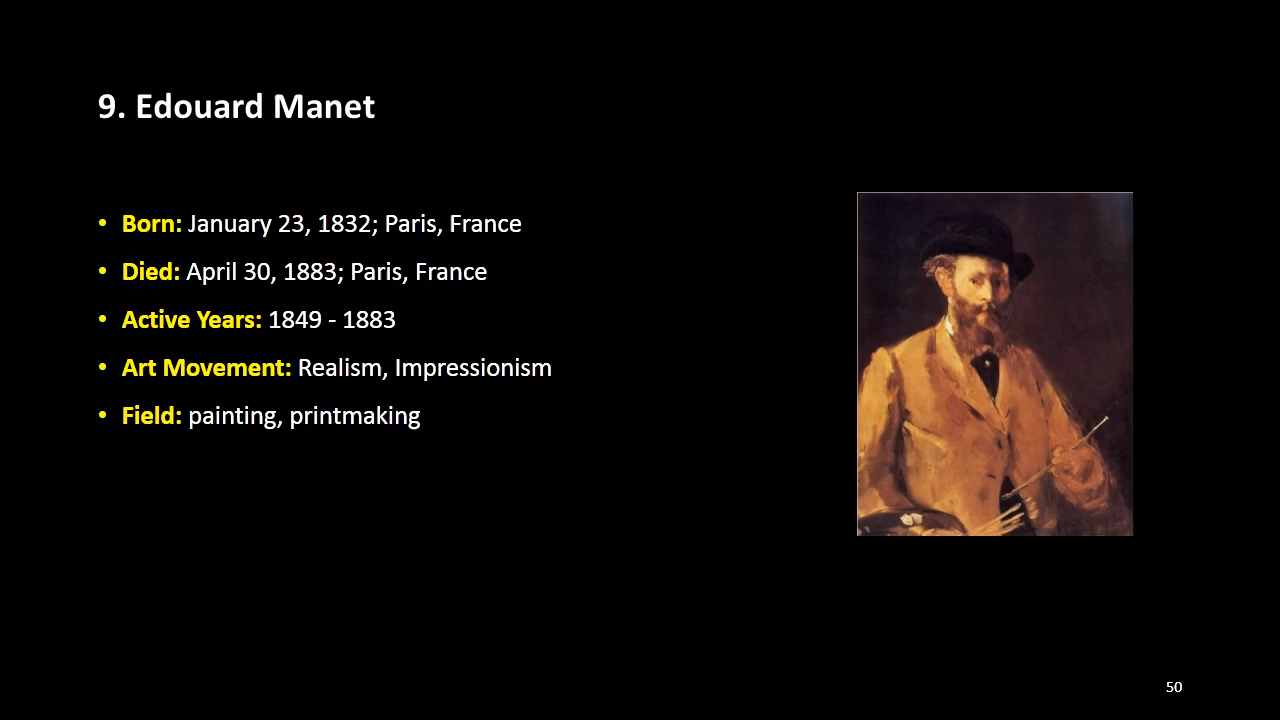 9. Edouard Manet
• Born: January 23, 1832; Paris, France
• Died: April 30, 1883; Paris, France
• Active Years: 1849 - 1883
• Art Movement: Realism, Impressionism
• Field: painting, printmaking
50